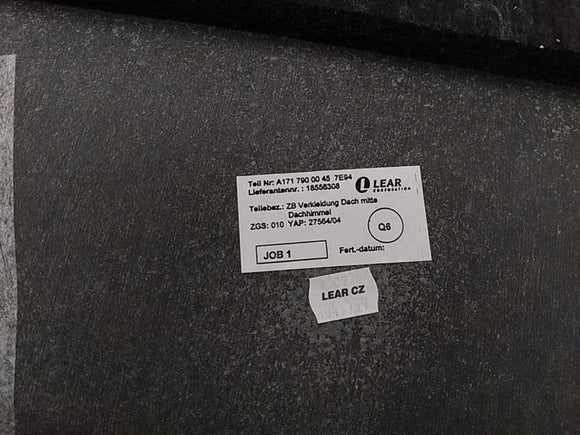 Teil Nr: A171 790 00 45 7E94
Lieferantennr. : 18556308
LEAR
CORPORATION
Teilebez.: ZB Verkleidung Dach mitte
Dachhimmel
ZGS: 010 YAP: 27564/04
Q6
JOB 1
Fert.-datum:
LEAR CZ